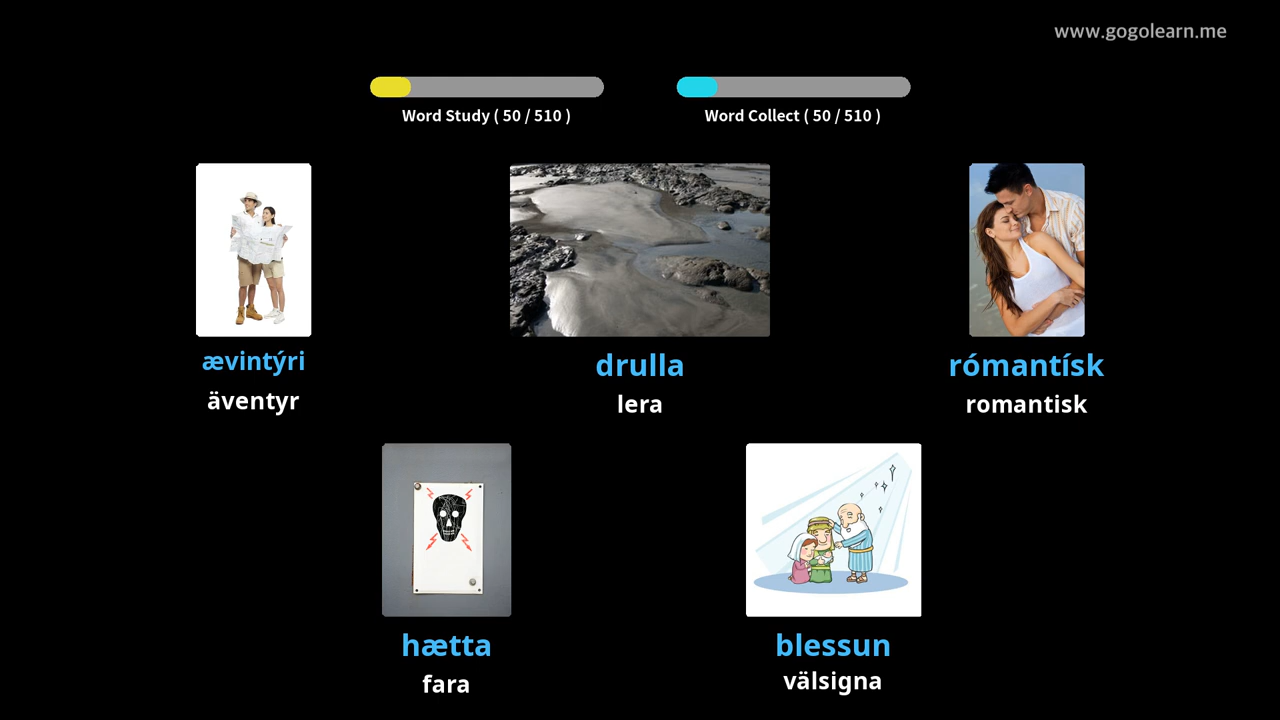 www.gogolearn.me
Word Study ( 50 / 510 )
Word Collect ( 50 / 510 )
ævintýri
äventyr
drulla
lera
rómantísk
romantisk
hætta
fara
blessun
välsigna